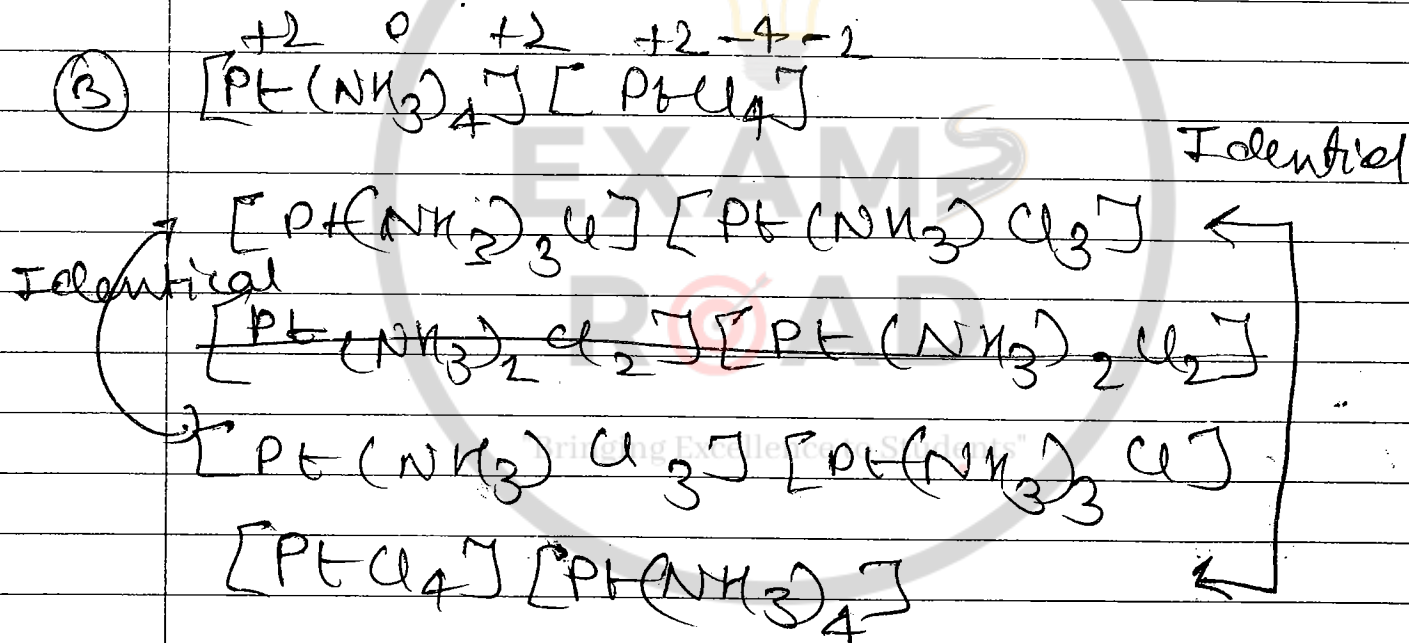 +2 0 +2 +2 -4 -2
(B) [Pt(NH3)4] [PtCl4]
Identical
[Pt(NH3)3Cl] [Pt(NH3)Cl3]
Identical
[Pt(NH3)2Cl2] [Pt(NH3)2Cl2]
[Pt(NH3)Cl3] [Pt(NH3)3Cl]
[PtCl4] [Pt(NH3)4]
EXAMS
ROAD
"Bringing Excellence to Students"